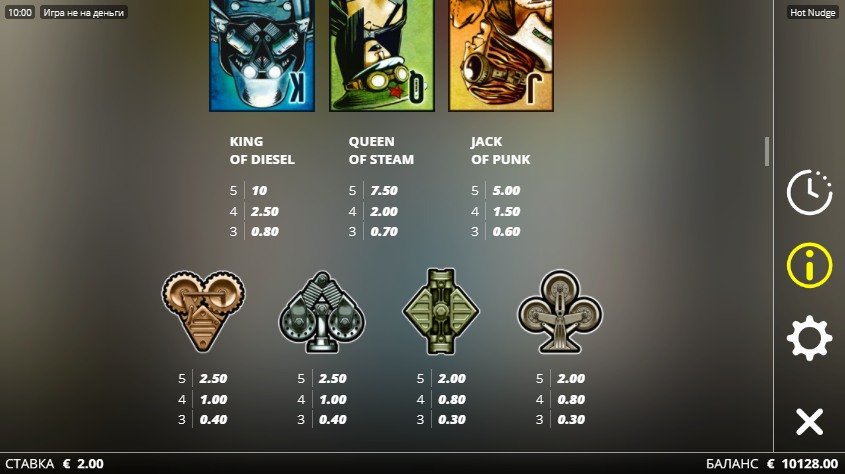 10:00 Игра не на деньги Hot Nudge
K Q J
KING QUEEN JACK
OF DIESEL OF STEAM OF PUNK
5 10 5 7.50 5 5.00
4 2.50 4 2.00 4 1.50
3 0.80 3 0.70 3 0.60
5 2.50 5 2.50 5 2.00 5 2.00
4 1.00 4 1.00 4 0.80 4 0.80
3 0.40 3 0.40 3 0.30 3 0.30
СТАВКА € 2.00 БАЛАНС € 10128.00